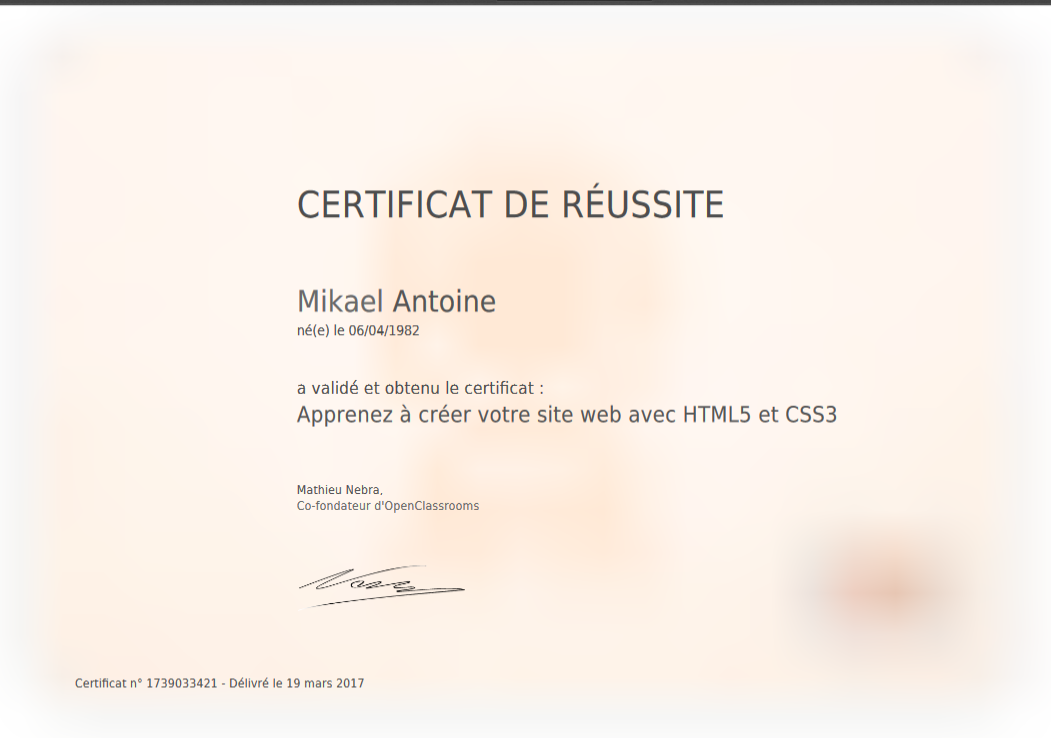 CERTIFICAT DE RÉUSSITE
Mikael Antoine
né(e) le 06/04/1982
a validé et obtenu le certificat :
Apprenez à créer votre site web avec HTML5 et CSS3
Mathieu Nebra,
Co-fondateur d'OpenClassrooms
Certificat n° 1739033421 - Délivré le 19 mars 2017